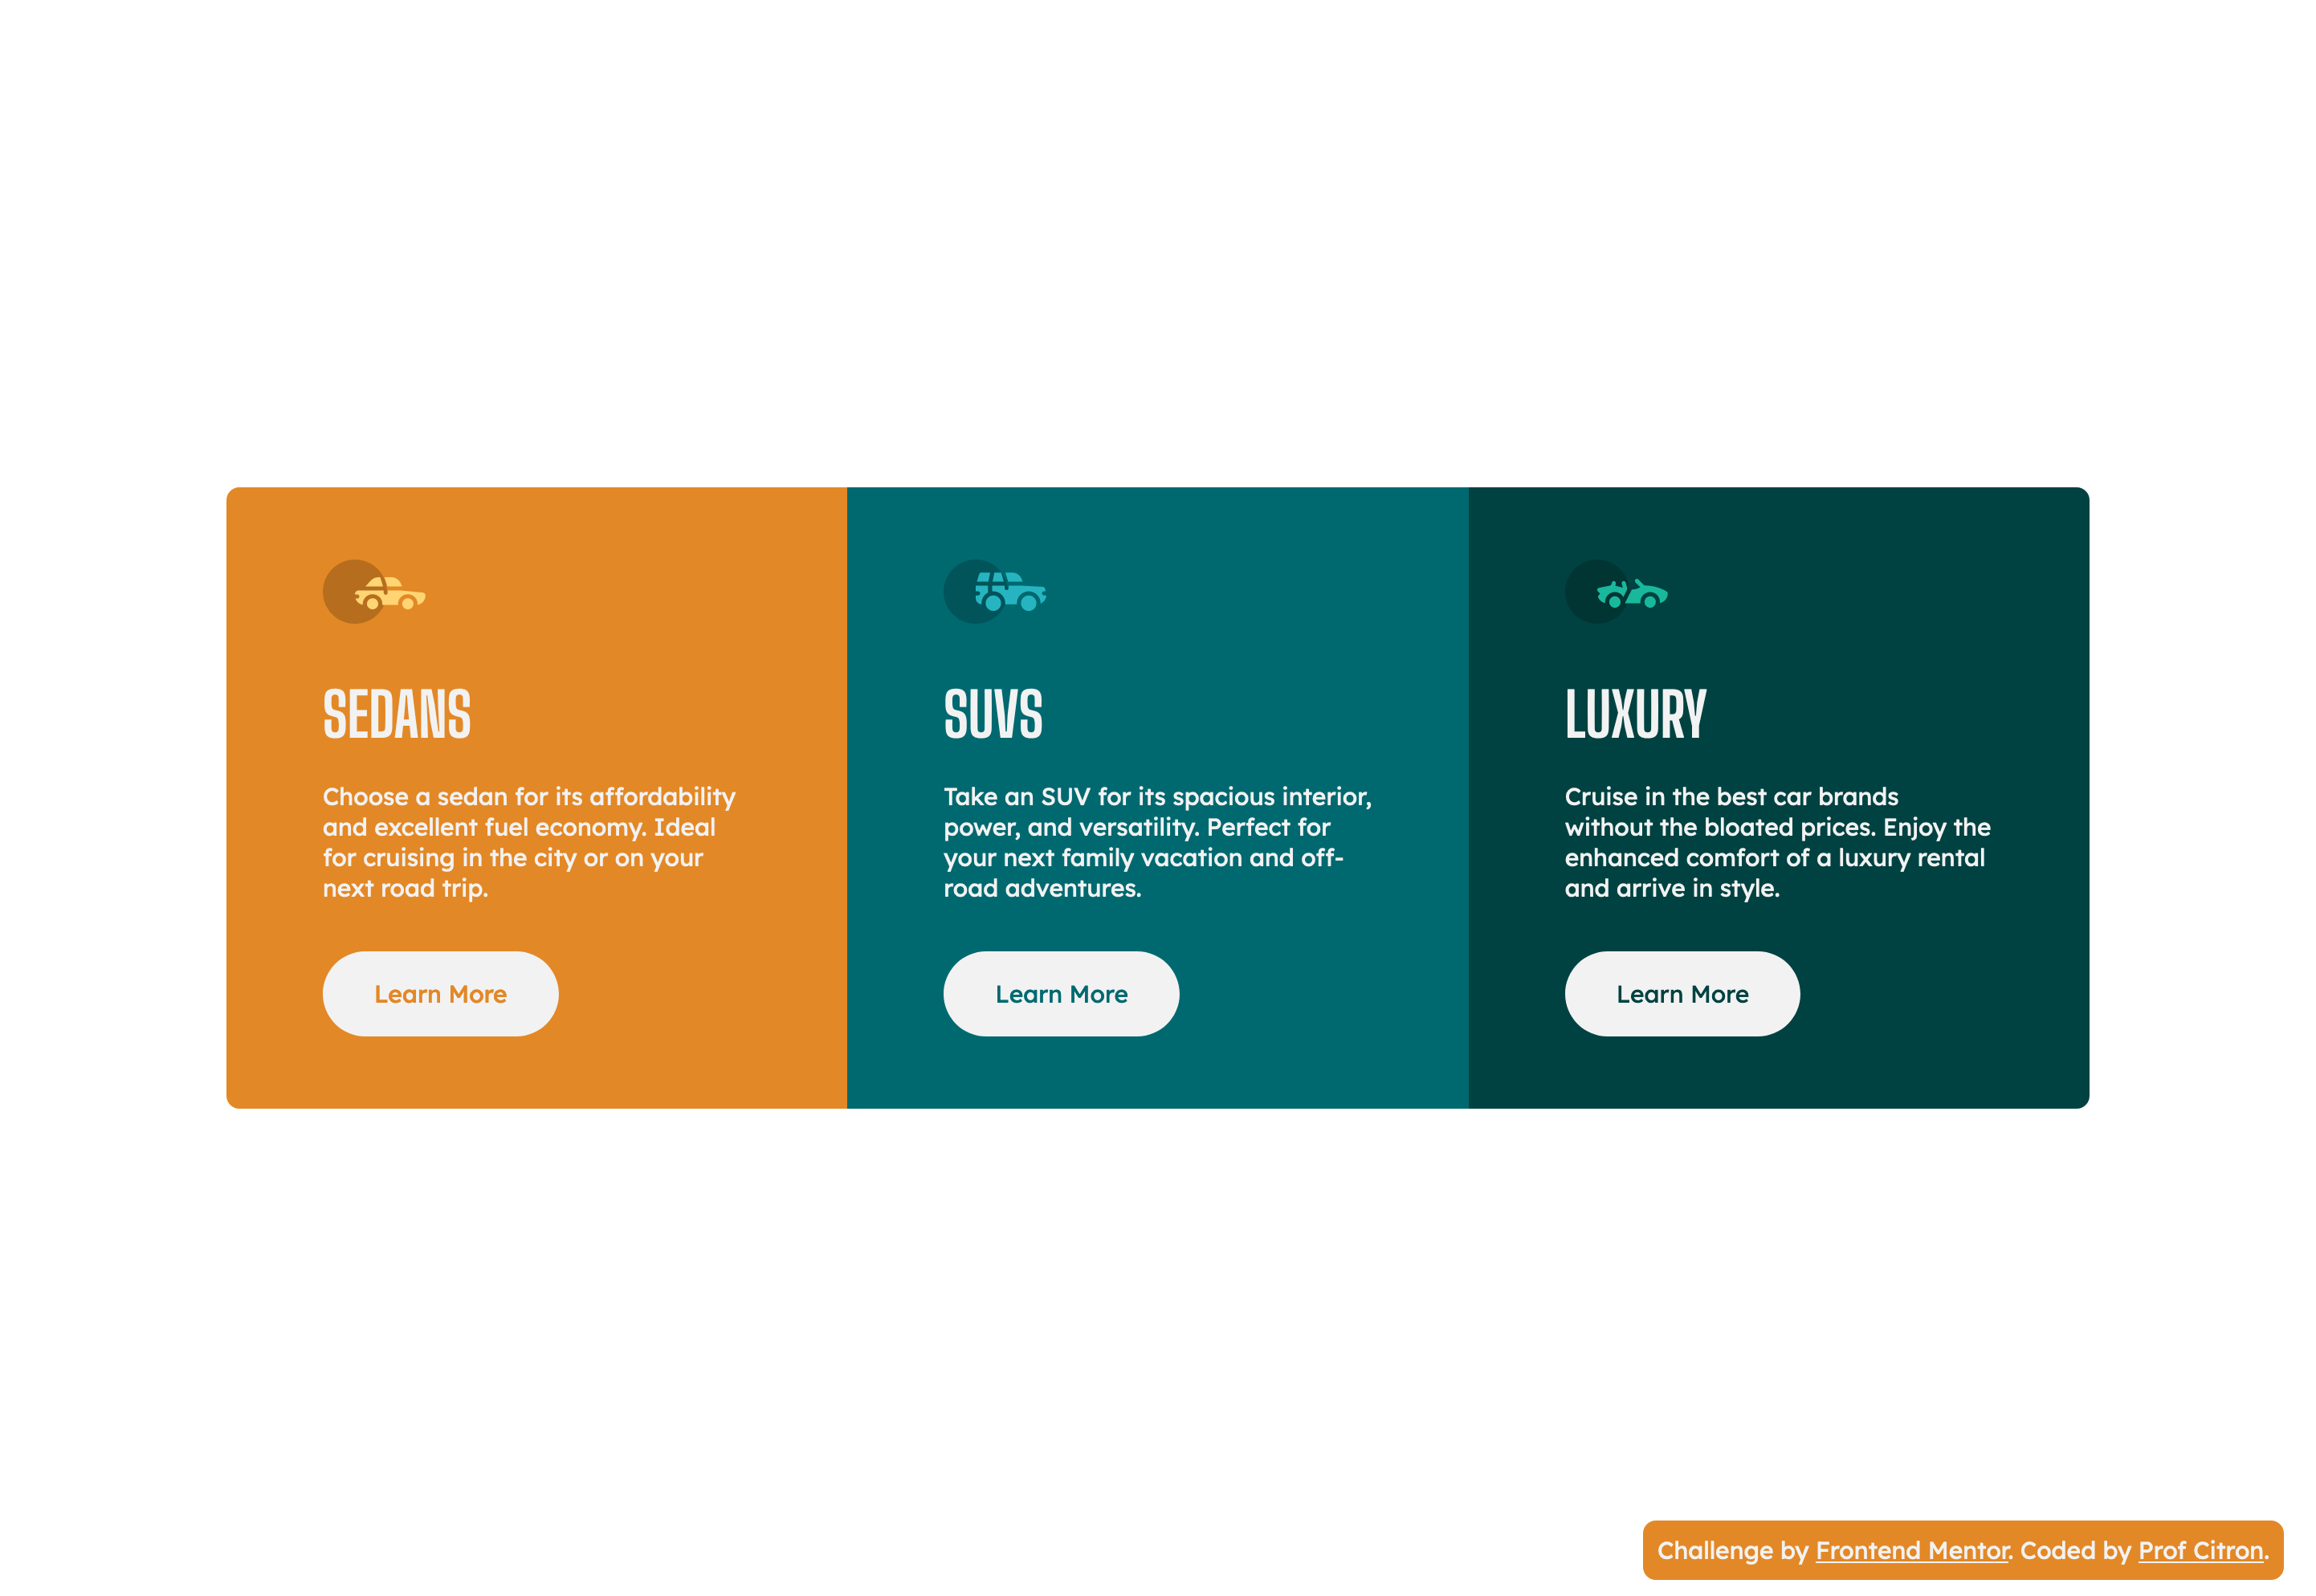 SEDANS
Choose a sedan for its affordability
and excellent fuel economy. Ideal
for cruising in the city or on your
next road trip.
Learn More
SUVS
Take an SUV for its spacious interior,
power, and versatility. Perfect for
your next family vacation and off-
road adventures.
Learn More
LUXURY
Cruise in the best car brands
without the bloated prices. Enjoy the
enhanced comfort of a luxury rental
and arrive in style.
Learn More
Challenge by Frontend Mentor. Coded by Prof Citron.